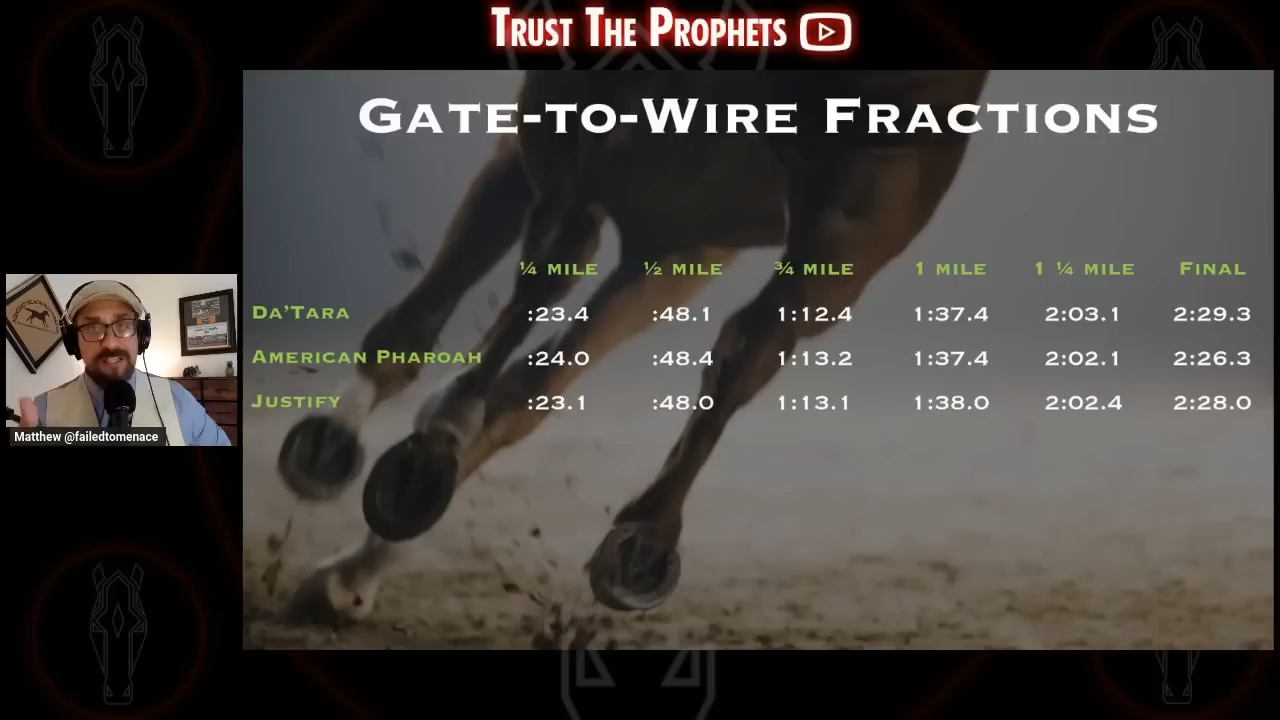 TRUST THE PROPHETS
GATE-TO-WIRE FRACTIONS
¼ MILE ½ MILE ¾ MILE 1 MILE 1 ¼ MILE FINAL
DA'TARA :23.4 :48.1 1:12.4 1:37.4 2:03.1 2:29.3
AMERICAN PHAROAH :24.0 :48.4 1:13.2 1:37.4 2:02.1 2:26.3
JUSTIFY :23.1 :48.0 1:13.1 1:38.0 2:02.4 2:28.0
Matthew @failedtomenace